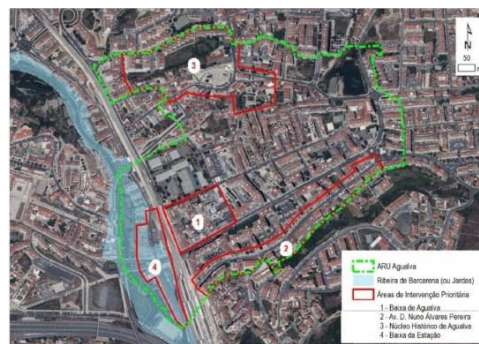 N
50
3
1
2
4
ARU Agualva
Ribeira de Barcarena (ou Jardas)
Áreas de Intervenção Prioritária
1 - Baixa de Agualva
2 - Av. D. Nuno Álvares Pereira
3 - Núcleo Histórico de Agualva
4 - Baixa da Estação